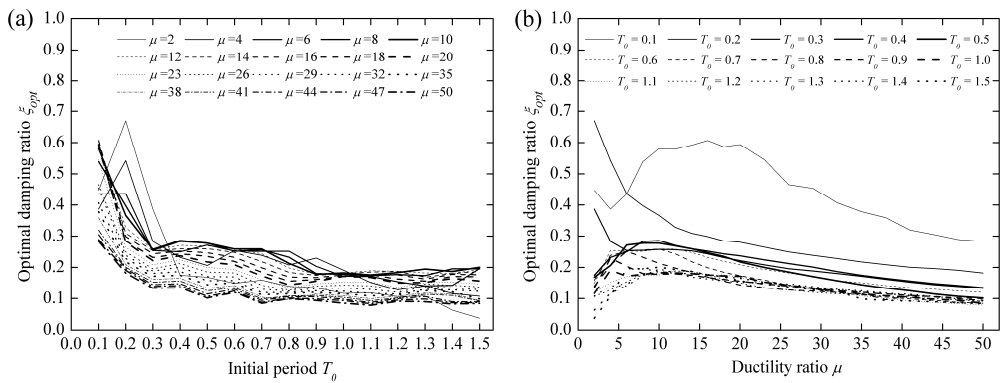 (a)
μ =2 μ =4 μ =6 μ =8 μ =10
μ =12 μ =14 μ =16 μ =18 μ =20
μ =23 μ =26 μ =29 μ =32 μ =35
μ =38 μ =41 μ =44 μ =47 μ =50
Optimal damping ratio ξopt
1.0
0.9
0.8
0.7
0.6
0.5
0.4
0.3
0.2
0.1
0.0
0.0 0.1 0.2 0.3 0.4 0.5 0.6 0.7 0.8 0.9 1.0 1.1 1.2 1.3 1.4 1.5
Initial period T0
(b)
T0 = 0.1 T0 = 0.2 T0 = 0.3 T0 = 0.4 T0 = 0.5
T0 = 0.6 T0 = 0.7 T0 = 0.8 T0 = 0.9 T0 = 1.0
T0 = 1.1 T0 = 1.2 T0 = 1.3 T0 = 1.4 T0 = 1.5
Optimal damping ratio ξopt
1.0
0.9
0.8
0.7
0.6
0.5
0.4
0.3
0.2
0.1
0.0
0 5 10 15 20 25 30 35 40 45 50
Ductility ratio μ